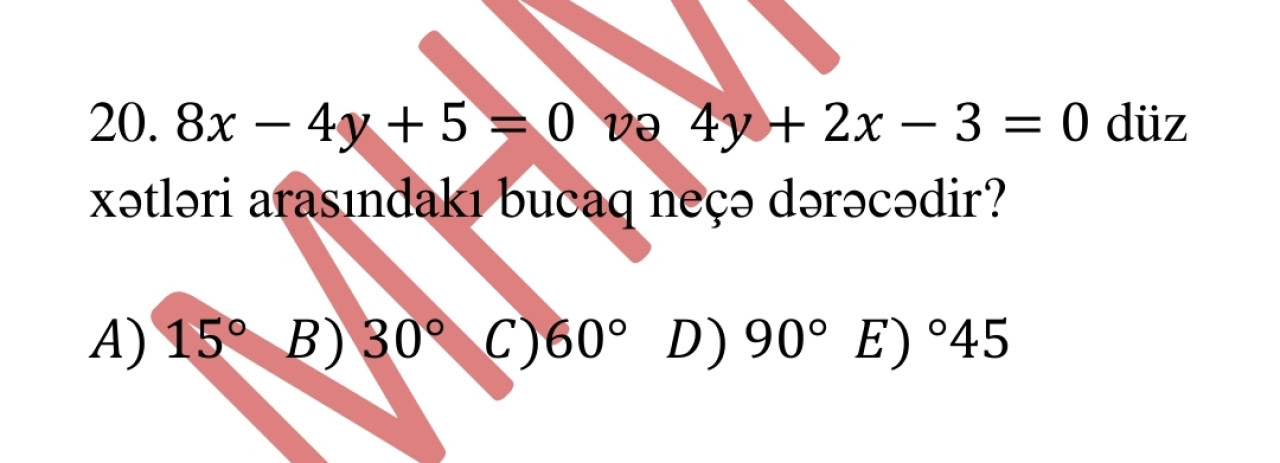 20. 8x − 4y + 5 = 0 və 4y + 2x − 3 = 0 düz
xətləri arasındakı bucaq neçə dərəcədir?
A) 15° B) 30° C)60° D) 90° E) °45
MHM